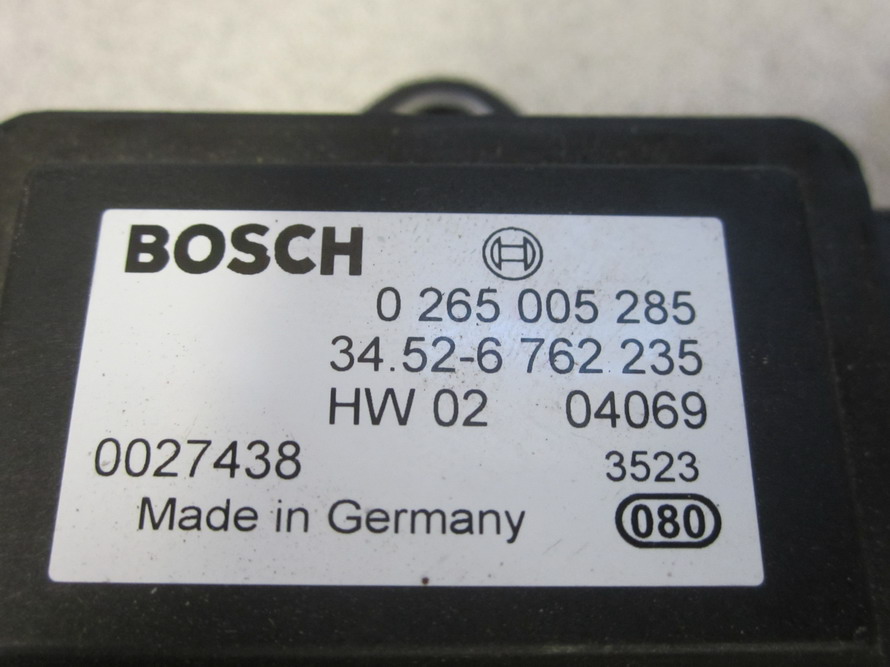 BOSCH
0 265 005 285
34.52-6 762 235
HW 02 04069
0027438 3523
Made in Germany 080